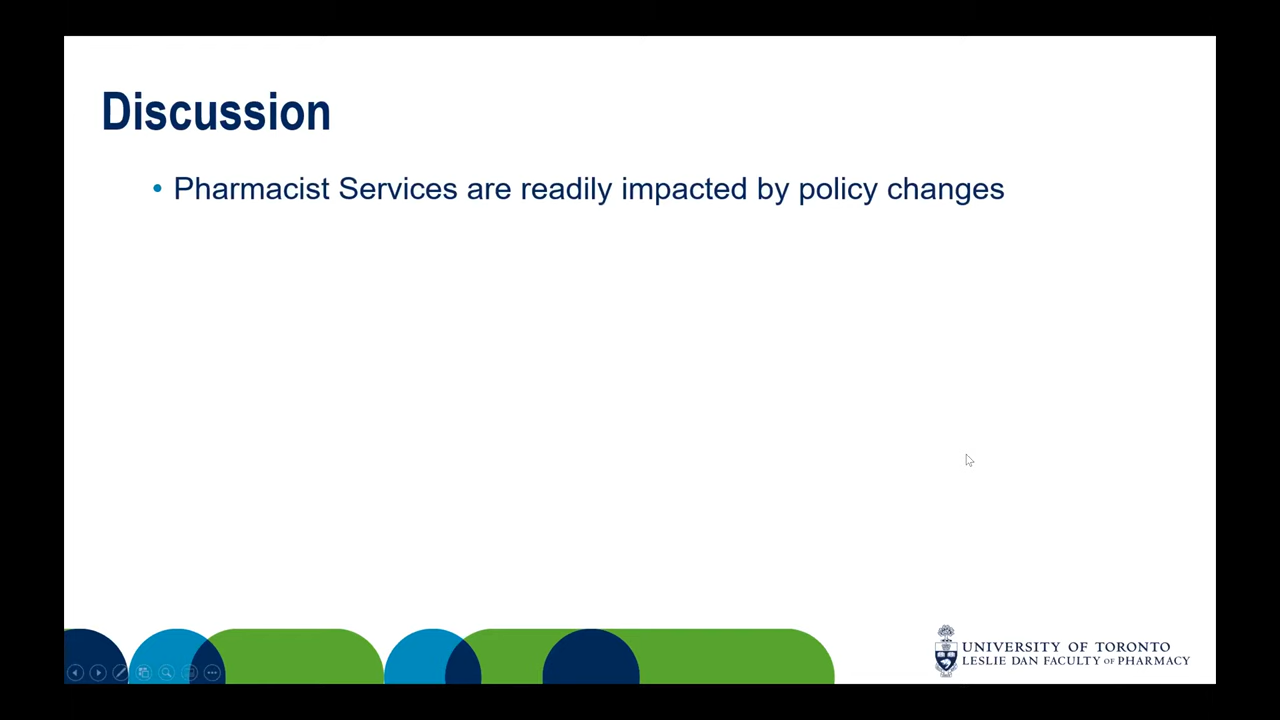 Discussion
• Pharmacist Services are readily impacted by policy changes
UNIVERSITY OF TORONTO
LESLIE DAN FACULTY OF PHARMACY